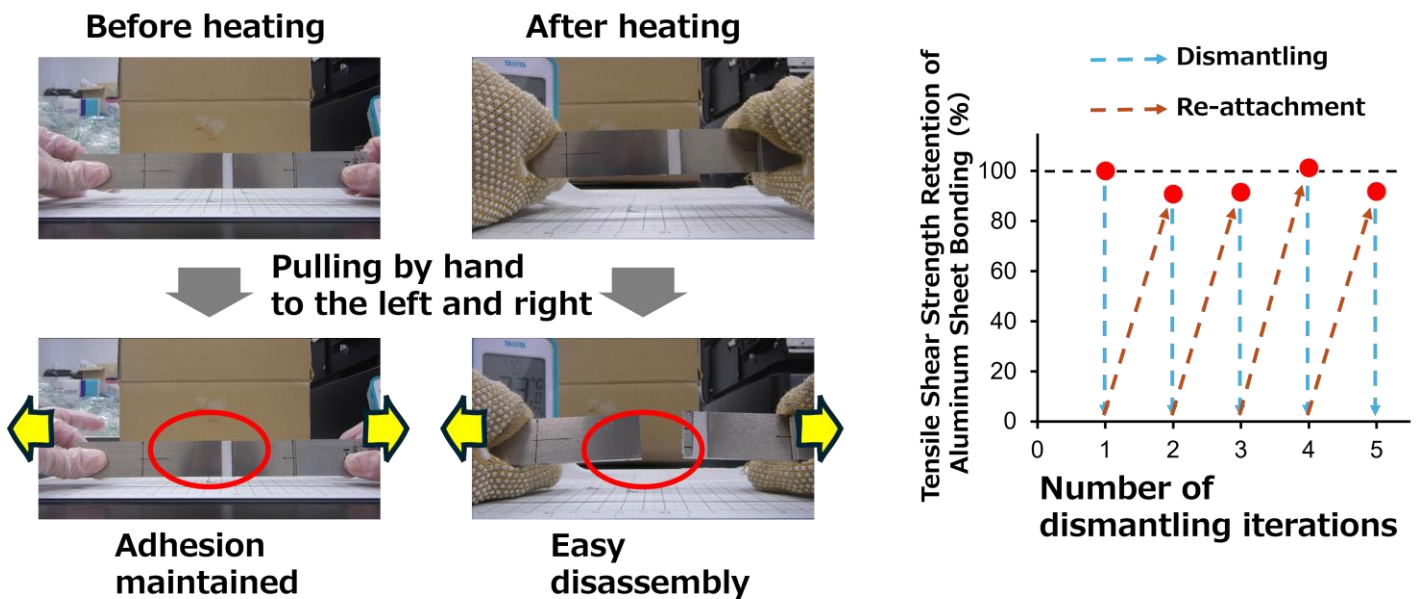 Before heating
After heating
TANITA
Pulling by hand
to the left and right
Adhesion
maintained
Easy
disassembly
Tensile Shear Strength Retention of
Aluminum Sheet Bonding (%)
Dismantling
Re-attachment
100
80
60
40
20
0
0
1
2
3
4
5
Number of
dismantling iterations